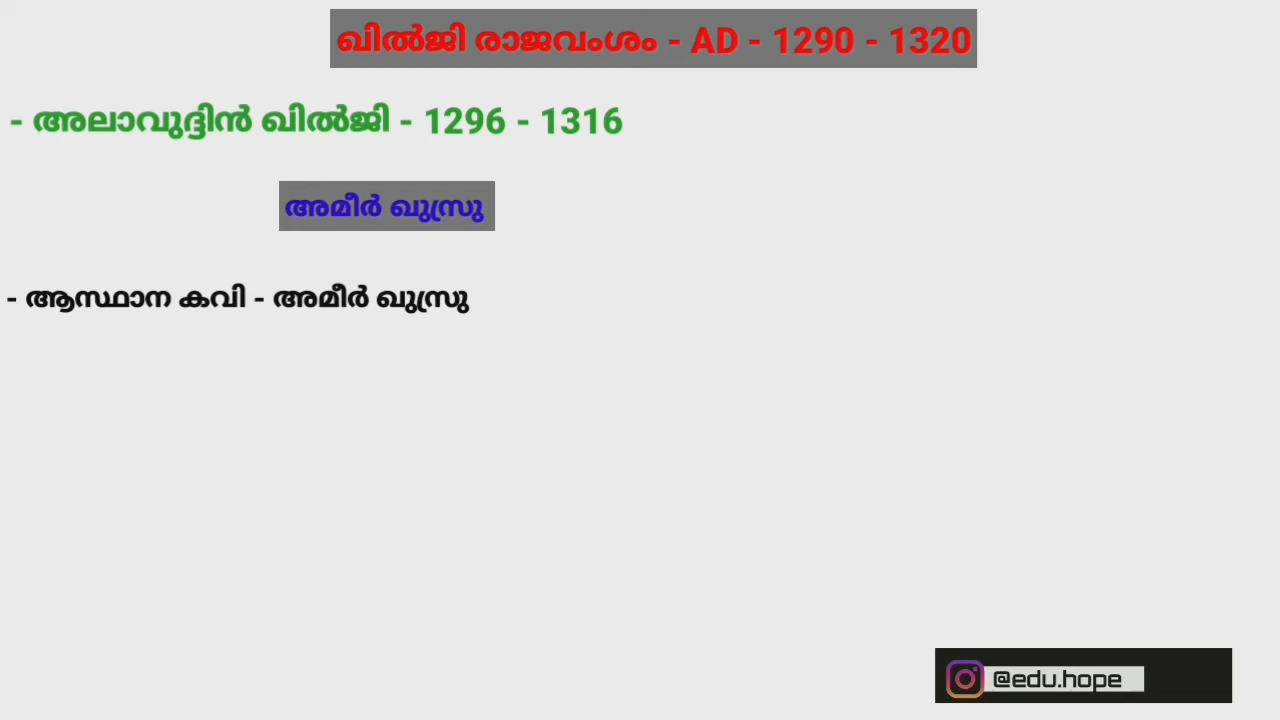 ഖിൽജി രാജവംശം - AD - 1290 - 1320
- അലാവുദ്ദിൻ ഖിൽജി - 1296 - 1316
അമീർ ഖുസ്രു
- ആസ്ഥാന കവി - അമീർ ഖുസ്രു
@edu.hope